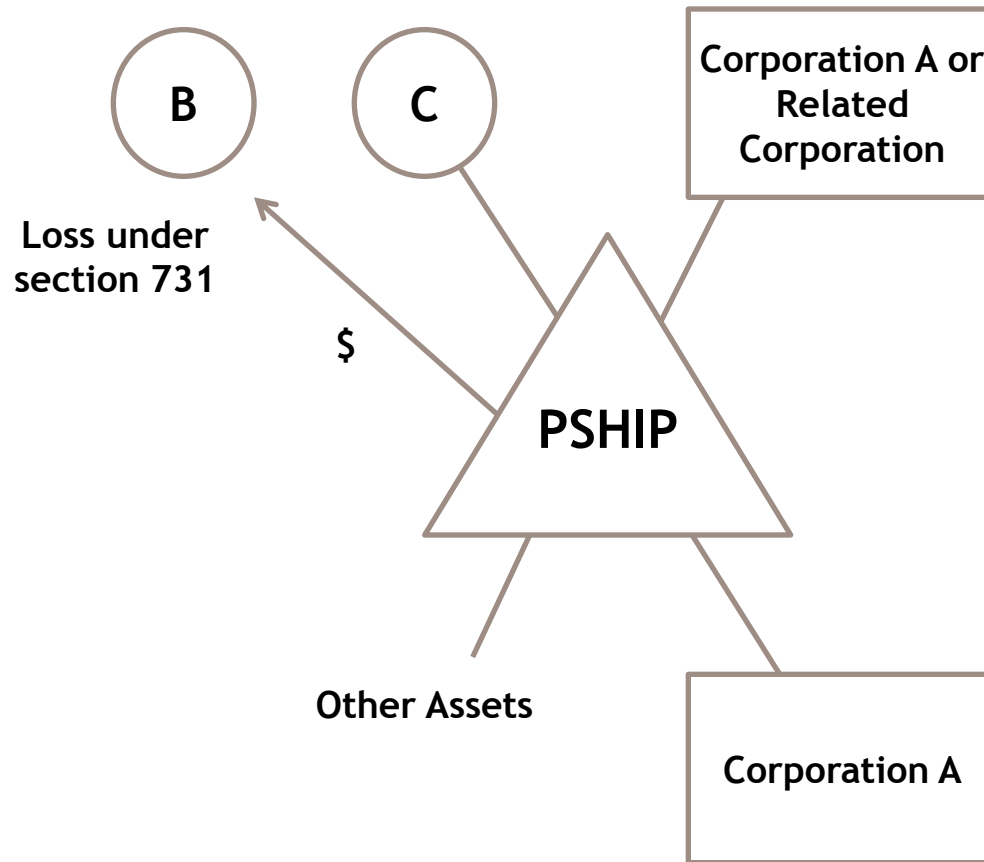 B
C
Corporation A or
Related
Corporation
Loss under
section 731
$
PSHIP
Other Assets
Corporation A